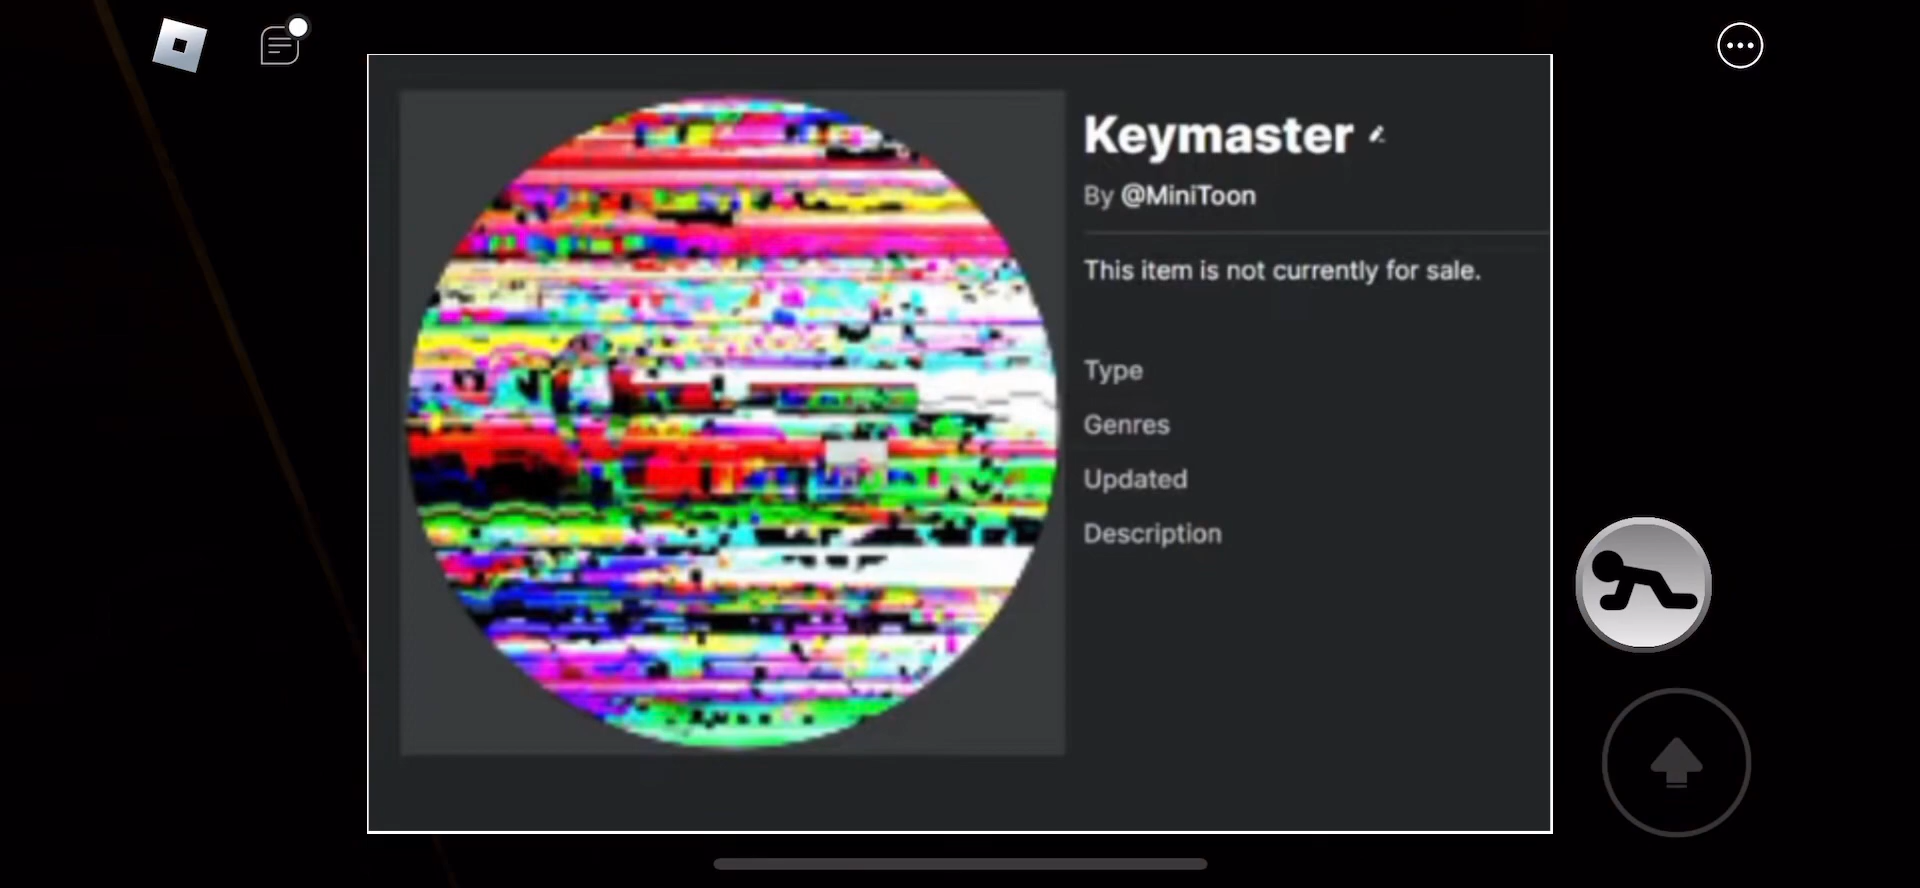 Keymaster
By @MiniToon
This item is not currently for sale.
Type
Genres
Updated
Description